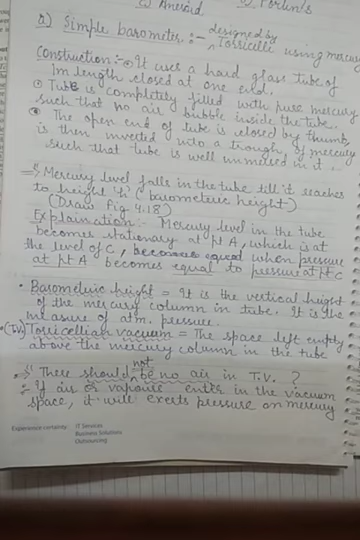 c) Aneroid d) Fortin's
a) Simple barometer :- designed by Torricelle using mercury
Construction:- It uses a hard glass tube of
1m length closed at one end.
Tube is completely filled with pure mercury
such that no air bubble inside the tube.
The open end of tube is closed by thumb,
is then inverted into a trough of mercury
such that tube is well immersed in it.
=> Mercury level falls in the tube till it reaches
to height 'h' (barometric height)
(Draw Fig 4.18)
Explaination:- Mercury level in the tube
becomes stationary at pt A, which is at
the level of C, becomes equal when pressure
at pt A becomes equal to pressure at pt C
• Barometric height = It is the vertical height
of the mercury column in tube. It is the
measure of atm. pressure.
(T.V.) Torricellian vacuum = The space left empty
above the mercury column in the tube
=> There should not be no air in T.V. ?
If air or vapours enter in the vacuum
space, it will exerts pressure on mercury
Experience certainty. IT Services
Business Solutions
Outsourcing